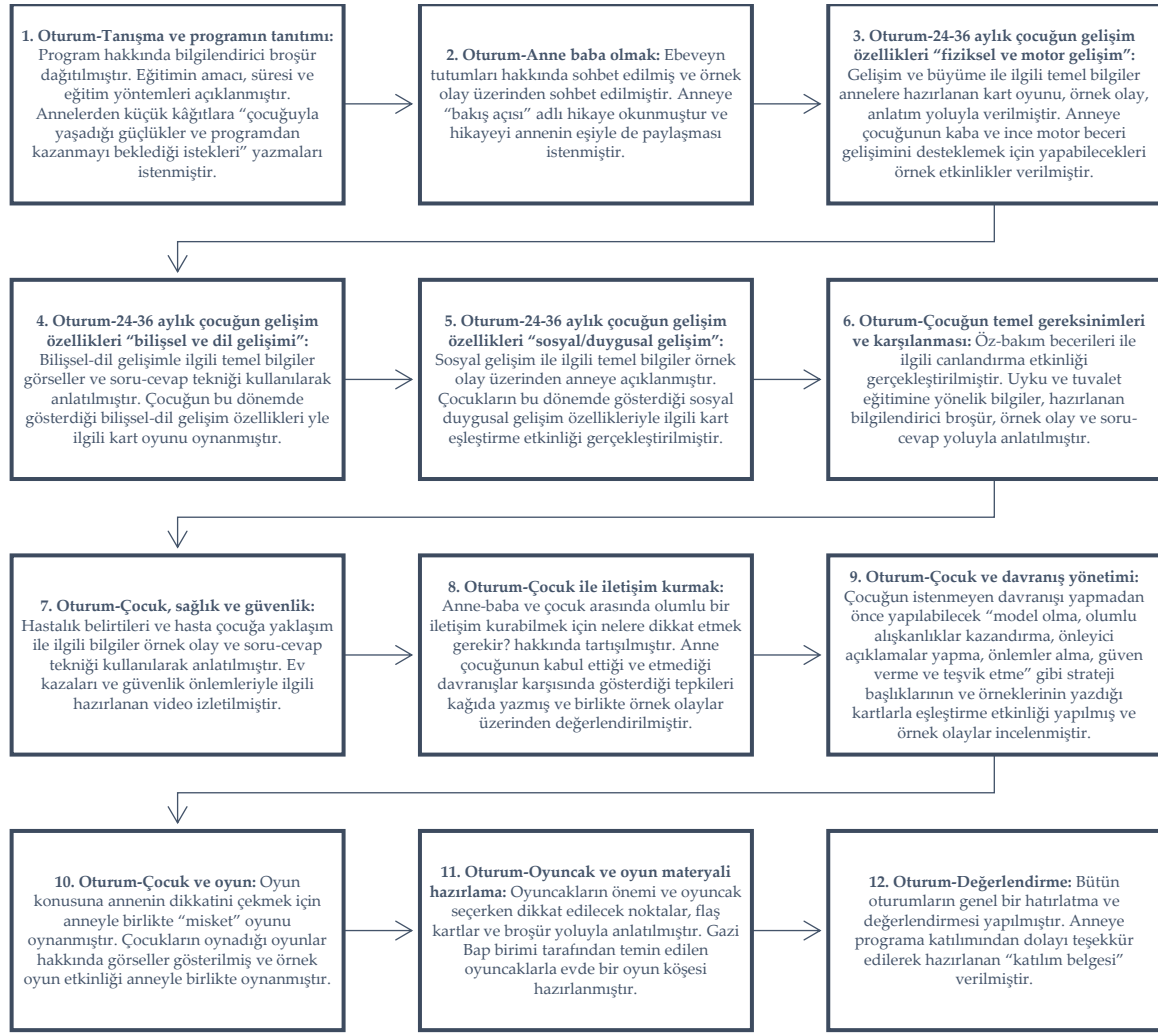 1. Oturum-Tanışma ve programın tanıtımı:
Program hakkında bilgilendirici broşür
dağıtılmıştır. Eğitimin amacı, süresi ve
eğitim yöntemleri açıklanmıştır.
Annelerden küçük kâğıtlara “çocuğuyla
yaşadığı güçlükler ve programdan
kazanmayı beklediği istekleri” yazmaları
istenmiştir.
2. Oturum-Anne baba olmak: Ebeveyn
tutumları hakkında sohbet edilmiş ve örnek
olay üzerinden sohbet edilmiştir. Anneye
“bakış açısı” adlı hikaye okunmuştur ve
hikayeyi annenin eşiyle de paylaşması
istenmiştir.
3. Oturum-24-36 aylık çocuğun gelişim
özellikleri “fiziksel ve motor gelişim”:
Gelişim ve büyüme ile ilgili temel bilgiler
annelere hazırlanan kart oyunu, örnek olay,
anlatım yoluyla verilmiştir. Anneye
çocuğunun kaba ve ince motor beceri
gelişimini desteklemek için yapabilecekleri
örnek etkinlikler verilmiştir.
4. Oturum-24-36 aylık çocuğun gelişim
özellikleri “bilişsel ve dil gelişimi”:
Bilişsel-dil gelişimle ilgili temel bilgiler
görseller ve soru-cevap tekniği kullanılarak
anlatılmıştır. Çocuğun bu dönemde
gösterdiği bilişsel-dil gelişim özellikleri yle
ilgili kart oyunu oynanmıştır.
5. Oturum-24-36 aylık çocuğun gelişim
özellikleri “sosyal/duygusal gelişim”:
Sosyal gelişim ile ilgili temel bilgiler örnek
olay üzerinden anneye açıklanmıştır.
Çocukların bu dönemde gösterdiği sosyal
duygusal gelişim özellikleriyle ilgili kart
eşleştirme etkinliği gerçekleştirilmiştir.
6. Oturum-Çocuğun temel gereksinimleri
ve karşılanması: Öz-bakım becerileri ile
ilgili canlandırma etkinliği
gerçekleştirilmiştir. Uyku ve tuvalet
eğitimine yönelik bilgiler, hazırlanan
bilgilendirici broşür, örnek olay ve soru-
cevap yoluyla anlatılmıştır.
7. Oturum-Çocuk, sağlık ve güvenlik:
Hastalık belirtileri ve hasta çocuğa yaklaşım
ile ilgili bilgiler örnek olay ve soru-cevap
tekniği kullanılarak anlatılmıştır. Ev
kazaları ve güvenlik önlemleriyle ilgili
hazırlanan video izletilmiştir.
8. Oturum-Çocuk ile iletişim kurmak:
Anne-baba ve çocuk arasında olumlu bir
iletişim kurabilmek için nelere dikkat etmek
gerekir? hakkında tartışılmıştır. Anne
çocuğunun kabul ettiği ve etmediği
davranışlar karşısında gösterdiği tepkileri
kağıda yazmış ve birlikte örnek olaylar
üzerinden değerlendirilmiştir.
9. Oturum-Çocuk ve davranış yönetimi:
Çocuğun istenmeyen davranışı yapmadan
önce yapılabilecek “model olma, olumlu
alışkanlıklar kazandırma, önleyici
açıklamalar yapma, önlemler alma, güven
verme ve teşvik etme” gibi strateji
başlıklarının ve örneklerinin yazdığı
kartlarla eşleştirme etkinliği yapılmış ve
örnek olaylar incelenmiştir.
10. Oturum-Çocuk ve oyun: Oyun
konusuna annenin dikkatini çekmek için
anneyle birlikte “misket” oyunu
oynanmıştır. Çocukların oynadığı oyunlar
hakkında görseller gösterilmiş ve örnek
oyun etkinliği anneyle birlikte oynanmıştır.
11. Oturum-Oyuncak ve oyun materyali
hazırlama: Oyuncakların önemi ve oyuncak
seçerken dikkat edilecek noktalar, flaş
kartlar ve broşür yoluyla anlatılmıştır. Gazi
Bap birimi tarafından temin edilen
oyuncaklarla evde bir oyun köşesi
hazırlanmıştır.
12. Oturum-Değerlendirme: Bütün
oturumların genel bir hatırlatma ve
değerlendirmesi yapılmıştır. Anneye
programa katılımından dolayı teşekkür
edilerek hazırlanan “katılım belgesi”
verilmiştir.